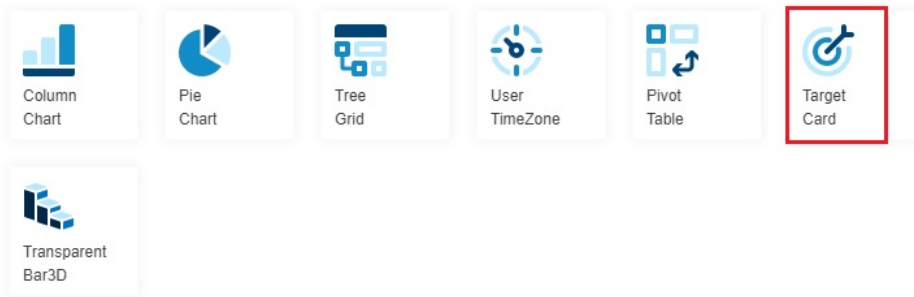 Column
Chart
Pie
Chart
Tree
Grid
User
TimeZone
Pivot
Table
Target
Card
Transparent
Bar3D